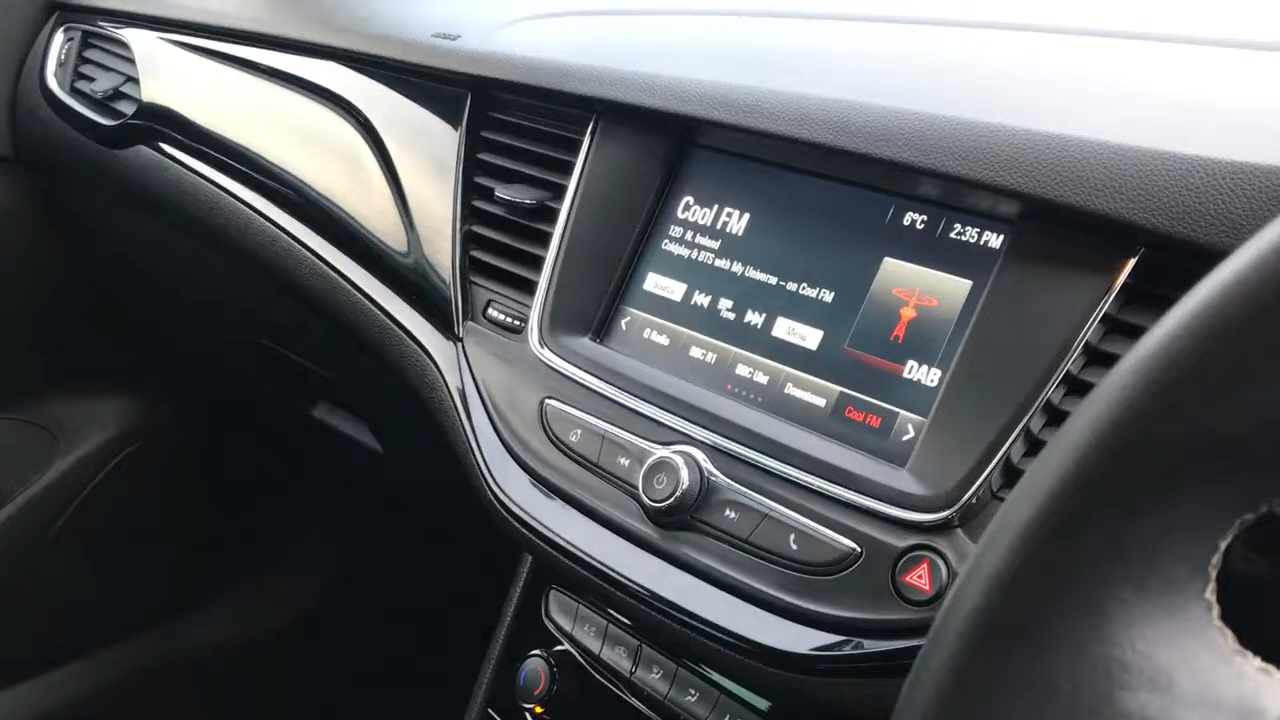 6°C
2:35 PM
Cool FM
12D N. Ireland
Coldplay & BTS with My Universe – on Cool FM
Source
Tune
Menu
DAB
Q Radio
BBC R1
BBC Ulst
Downtown
Cool FM
A/C